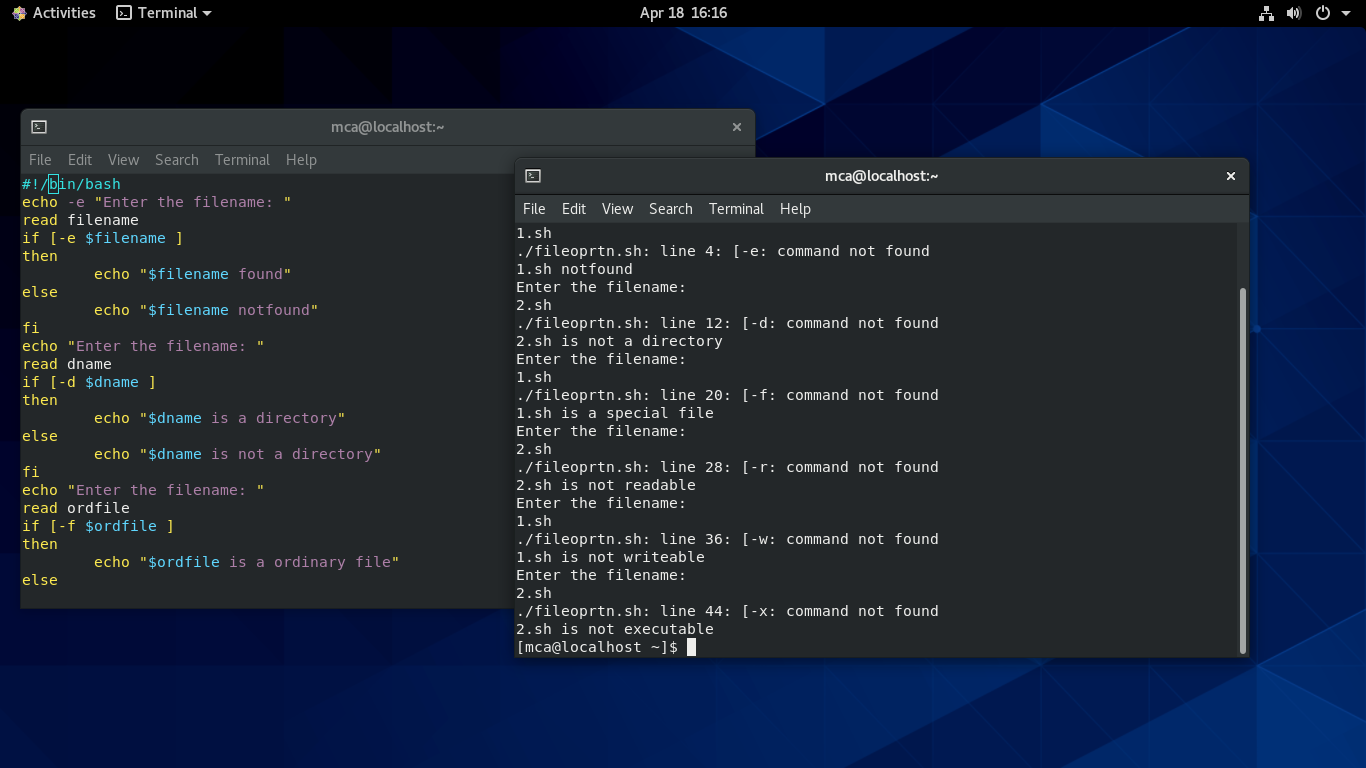 Activities Terminal Apr 18 16:16
mca@localhost:~
File Edit View Search Terminal Help
#!/bin/bash
echo -e "Enter the filename: "
read filename
if [-e $filename ]
then
echo "$filename found"
else
echo "$filename notfound"
fi
echo "Enter the filename: "
read dname
if [-d $dname ]
then
echo "$dname is a directory"
else
echo "$dname is not a directory"
fi
echo "Enter the filename: "
read ordfile
if [-f $ordfile ]
then
echo "$ordfile is a ordinary file"
else
mca@localhost:~
File Edit View Search Terminal Help
1.sh
./fileoprtn.sh: line 4: [-e: command not found
1.sh notfound
Enter the filename:
2.sh
./fileoprtn.sh: line 12: [-d: command not found
2.sh is not a directory
Enter the filename:
1.sh
./fileoprtn.sh: line 20: [-f: command not found
1.sh is a special file
Enter the filename:
2.sh
./fileoprtn.sh: line 28: [-r: command not found
2.sh is not readable
Enter the filename:
1.sh
./fileoprtn.sh: line 36: [-w: command not found
1.sh is not writeable
Enter the filename:
2.sh
./fileoprtn.sh: line 44: [-x: command not found
2.sh is not executable
[mca@localhost ~]$